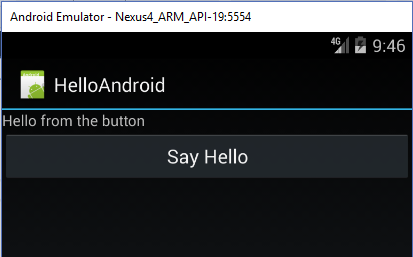 Android Emulator - Nexus4_ARM_API-19:5554
4G 9:46
HelloAndroid
Hello from the button
Say Hello